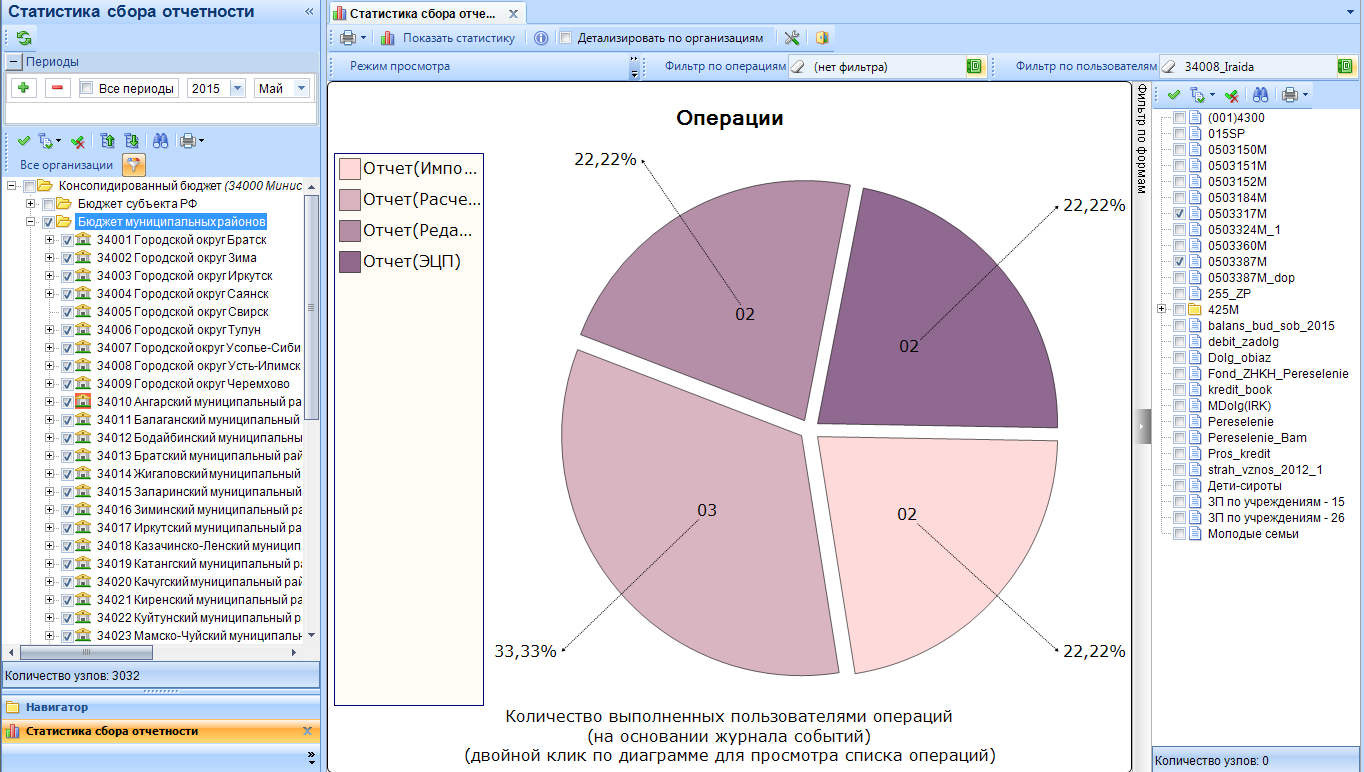 Статистика сбора отчетности
Периоды
Все периоды
2015
Май
Все организации
Консолидированный бюджет (34000 Минис
Бюджет субъекта РФ
Бюджет муниципальных районов
34001 Городской округ Братск
34002 Городской округ Зима
34003 Городской округ Иркутск
34004 Городской округ Саянск
34005 Городской округ Свирск
34006 Городской округ Тулун
34007 Городской округ Усолье-Сиби
34008 Городской округ Усть-Илимск
34009 Городской округ Черемхово
34010 Ангарский муниципальный ра
34011 Балаганский муниципальный
34012 Бодайбинский муниципальны
34013 Братский муниципальный рай
34014 Жигаловский муниципальный
34015 Заларинский муниципальный
34016 Зиминский муниципальный ра
34017 Иркутский муниципальный ра
34018 Казачинско-Ленский муницип
34019 Катангский муниципальный ра
34020 Качугский муниципальный рай
34021 Киренский муниципальный ра
34022 Куйтунский муниципальный р
34023 Мамско-Чуйский муниципальн
Количество узлов: 3032
Навигатор
Статистика сбора отчетности
Статистика сбора отче...
Показать статистику
Детализировать по организациям
Режим просмотра
Фильтр по операциям
(нет фильтра)
Фильтр по пользователям
34008_Iraida
Операции
Отчет(Импо...
Отчет(Расче...
Отчет(Реда...
Отчет(ЭЦП)
22,22%
22,22%
02
02
03
02
33,33%
22,22%
Количество выполненных пользователями операций
(на основании журнала событий)
(двойной клик по диаграмме для просмотра списка операций)
Фильтр по формам
(001)4300
015SP
0503150M
0503151M
0503152M
0503184M
0503317M
0503324M_1
0503360M
0503387M
0503387M_dop
255_ZP
425M
balans_bud_sob_2015
debit_zadolg
Dolg_obiaz
Fond_ZHKH_Pereselenie
kredit_book
MDolg(IRK)
Pereselenie
Pereselenie_Bam
Pros_kredit
strah_vznos_2012_1
Дети-сироты
ЗП по учреждениям - 15
ЗП по учреждениям - 26
Молодые семьи
Количество узлов: 0